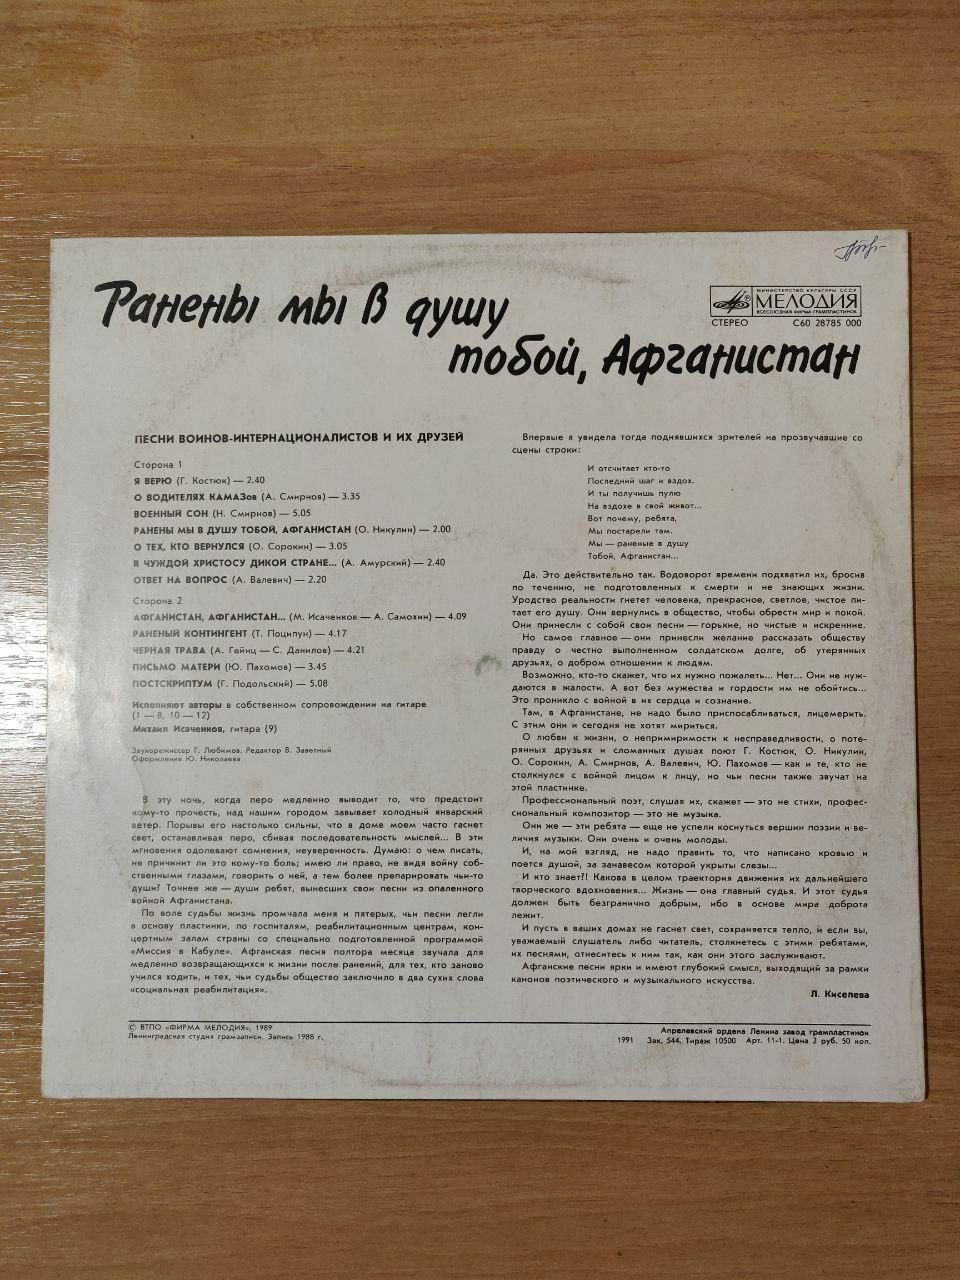 Ранены мы в душу
тобой, Афганистан
МИНИСТЕРСТВО КУЛЬТУРЫ СССР
МЕЛОДИЯ
ВСЕСОЮЗНАЯ ФИРМА ГРАМПЛАСТИНОК
СТЕРЕО С60 28785 000
ПЕСНИ ВОИНОВ-ИНТЕРНАЦИОНАЛИСТОВ И ИХ ДРУЗЕЙ
Сторона 1
Я ВЕРЮ (Г. Костюк) — 2.40
О ВОДИТЕЛЯХ КАМАЗов (А. Смирнов) — 3.35
ВОЕННЫЙ СОН (Н. Смирнов) — 5.05
РАНЕНЫ МЫ В ДУШУ ТОБОЙ, АФГАНИСТАН (О. Никулин) — 2.00
О ТЕХ, КТО ВЕРНУЛСЯ (О. Сорокин) — 3.05
В ЧУЖДОЙ ХРИСТОСУ ДИКОЙ СТРАНЕ... (А. Амурский) — 2.40
ОТВЕТ НА ВОПРОС (А. Валевич) — 2.20
Сторона 2
АФГАНИСТАН, АФГАНИСТАН... (М. Исаченков — А. Самохин) — 4.09
РАНЕНЫЙ КОНТИНГЕНТ (Т. Поципун) — 4.17
ЧЕРНАЯ ТРАВА (А. Гейнц — С. Данилов) — 4.21
ПИСЬМО МАТЕРИ (Ю. Пахомов) — 3.45
ПОСТСКРИПТУМ (Г. Подольский) — 5.08
Исполняют авторы в собственном сопровождении на гитаре
(1 — 8, 10 — 12)
Михаил Исаченков, гитара (9)
Звукорежиссер Г. Любимов. Редактор В. Заветный
Оформление Ю. Николаева
В эту ночь, когда перо медленно выводит то, что предстоит
кому-то прочесть, над нашим городом завывает холодный январский
ветер. Порывы его настолько сильны, что в доме моем часто гаснет
свет, останавливая перо, сбивая последовательность мыслей... В эти
мгновения одолевают сомнения, неуверенность. Думаю: о чем писать,
не причинит ли это кому-то боль; имею ли право, не видя войну соб-
ственными глазами, говорить о ней, а тем более препарировать чьи-то
души? Точнее же — души ребят, вынесших свои песни из опаленного
войной Афганистана.
По воле судьбы жизнь промчала меня и пятерых, чьи песни легли
в основу пластинки, по госпиталям, реабилитационным центрам, кон-
цертным залам страны со специально подготовленной программой
«Миссия в Кабуле». Афганская песня полтора месяца звучала для
медленно возвращающихся к жизни после ранений, для тех, кто заново
учился ходить, и тех, чьи судьбы общество заключило в два сухих слова
«социальная реабилитация».
Впервые я увидела тогда поднявшихся зрителей на прозвучавшие со
сцены строки:
И отсчитает кто-то
Последний шаг и вздох.
И ты получишь пулю
На вздохе в свой живот...
Вот почему, ребята,
Мы постарели там.
Мы — раненые в душу
Тобой, Афганистан...
Да. Это действительно так. Водоворот времени подхватил их, бросив
по течению, не подготовленных к смерти и не знающих жизни.
Уродство реальности гнетет человека, прекрасное, светлое, чистое пи-
тает его душу. Они вернулись в общество, чтобы обрести мир и покой.
Они принесли с собой свои песни — горькие, но чистые и искренние.
Но самое главное — они принесли желание рассказать обществу
правду о честно выполненном солдатском долге, об утерянных
друзьях, о добром отношении к людям.
Возможно, кто-то скажет, что их нужно пожалеть... Нет... Они не нуж-
даются в жалости. А вот без мужества и гордости им не обойтись...
Это проникло с войной в их сердца и сознание.
Там, в Афганистане, не надо было приспосабливаться, лицемерить.
С этим они и сегодня не хотят мириться.
О любви к жизни, о непримиримости к несправедливости, о поте-
рянных друзьях и сломанных душах поют Г. Костюк, О. Никулин,
О. Сорокин, А. Смирнов, А. Валевич, Ю. Пахомов — как и те, кто не
столкнулся с войной лицом к лицу, но чьи песни также звучат на
этой пластинке.
Профессиональный поэт, слушая их, скажет — это не стихи, профес-
сиональный композитор — это не музыка.
Они же — эти ребята — еще не успели коснуться вершин поэзии и ве-
личия музыки. Они очень и очень молоды.
И, на мой взгляд, не надо править то, что написано кровью и
поется душой, за занавесом которой укрыты слезы...
И кто знает?! Какова в целом траектория движения их дальнейшего
творческого вдохновения... Жизнь — она главный судья. И этот судья
должен быть безгранично добрым, ибо в основе мира доброта
лежит.
И пусть в ваших домах не гаснет свет, сохраняется тепло, и если вы,
уважаемый слушатель либо читатель, столкнетесь с этими ребятами,
их песнями, отнеситесь к ним так, как они этого заслуживают.
Афганские песни ярки и имеют глубокий смысл, выходящий за рамки
канонов поэтического и музыкального искусства.
Л. Киселева
© ВТПО «ФИРМА МЕЛОДИЯ», 1989
Ленинградская студия грамзаписи. Запись 1988 г.
Апрелевский ордена Ленина завод грампластинок
1991 Зак. 544. Тираж 10500 Арт. 11-1. Цена 2 руб. 50 коп.